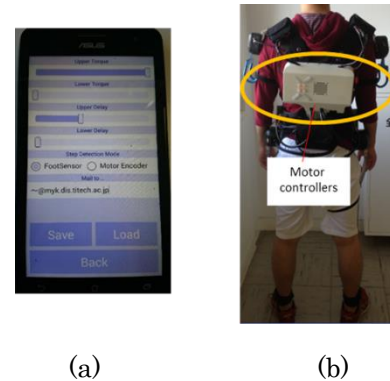 ASUS
Upper Torque
Lower Torque
Upper Delay
Lower Delay
Step Detection Mode
FootSensor
Motor Encoder
Mail to ...
~@myk.dis.titech.ac.jp
Save
Load
Back
Motor
controllers
(a)
(b)